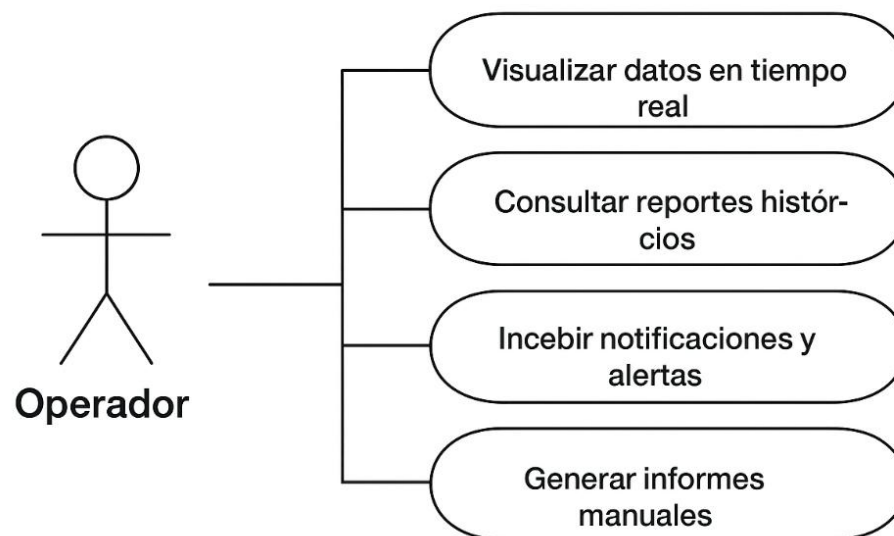 Visualizar datos en tiempo
real
Consultar reportes histór-
cios
Incebir notificaciones y
alertas
Operador
Generar informes
manuales